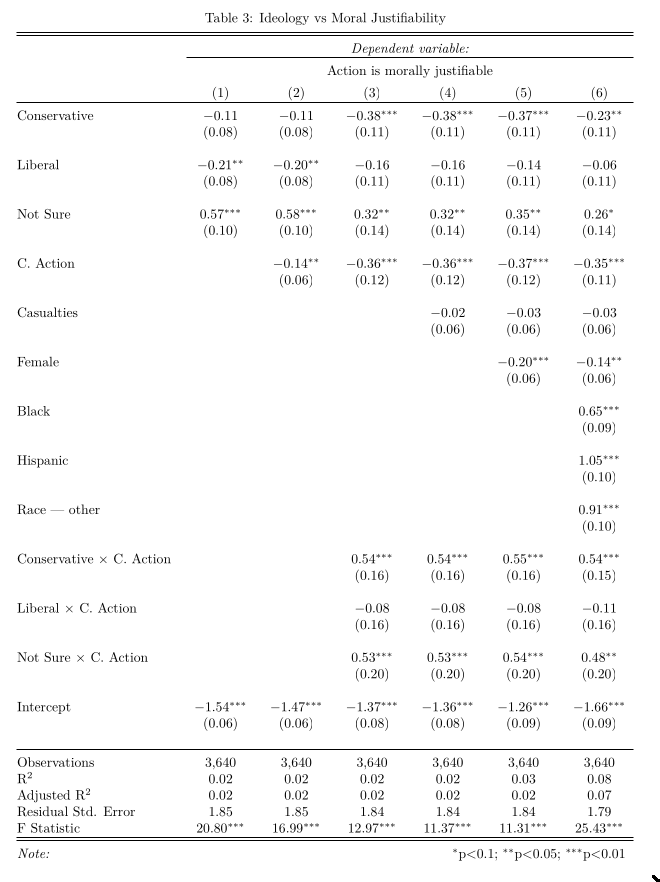 Table 3: Ideology vs Moral Justifiability
Dependent variable:
Action is morally justifiable
(1) (2) (3) (4) (5) (6)
Conservative −0.11 −0.11 −0.38*** −0.38*** −0.37*** −0.23**
(0.08) (0.08) (0.11) (0.11) (0.11) (0.11)
Liberal −0.21** −0.20** −0.16 −0.16 −0.14 −0.06
(0.08) (0.08) (0.11) (0.11) (0.11) (0.11)
Not Sure 0.57*** 0.58*** 0.32** 0.32** 0.35** 0.26*
(0.10) (0.10) (0.14) (0.14) (0.14) (0.14)
C. Action −0.14** −0.36*** −0.36*** −0.37*** −0.35***
(0.06) (0.12) (0.12) (0.12) (0.11)
Casualties −0.02 −0.03 −0.03
(0.06) (0.06) (0.06)
Female −0.20*** −0.14**
(0.06) (0.06)
Black 0.65***
(0.09)
Hispanic 1.05***
(0.10)
Race — other 0.91***
(0.10)
Conservative × C. Action 0.54*** 0.54*** 0.55*** 0.54***
(0.16) (0.16) (0.16) (0.15)
Liberal × C. Action −0.08 −0.08 −0.08 −0.11
(0.16) (0.16) (0.16) (0.16)
Not Sure × C. Action 0.53*** 0.53*** 0.54*** 0.48**
(0.20) (0.20) (0.20) (0.20)
Intercept −1.54*** −1.47*** −1.37*** −1.36*** −1.26*** −1.66***
(0.06) (0.06) (0.08) (0.08) (0.09) (0.09)
Observations 3,640 3,640 3,640 3,640 3,640 3,640
R² 0.02 0.02 0.02 0.02 0.03 0.08
Adjusted R² 0.02 0.02 0.02 0.02 0.02 0.07
Residual Std. Error 1.85 1.85 1.84 1.84 1.84 1.79
F Statistic 20.80*** 16.99*** 12.97*** 11.37*** 11.31*** 25.43***
Note: *p<0.1; **p<0.05; ***p<0.01